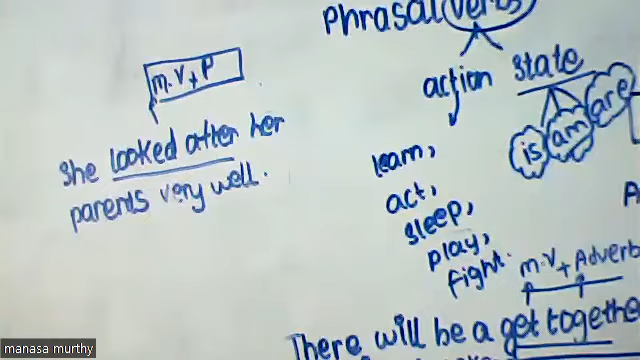 Phrasal verbs
action state
is am are
learn,
act,
sleep,
play,
fight.
m.v+P
She looked after her
parents very well.
m.v + Adverb
There will be a get together
manasa murthy